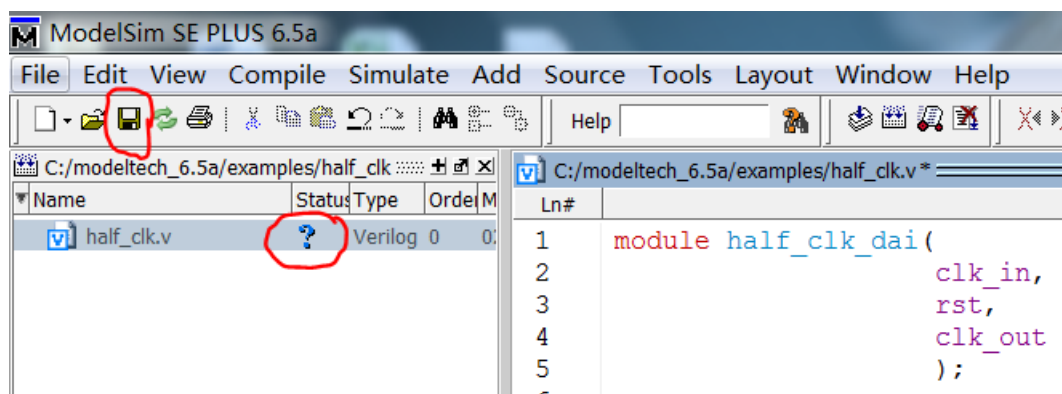 ModelSim SE PLUS 6.5a
File Edit View Compile Simulate Add Source Tools Layout Window Help
Help
C:/modeltech_6.5a/examples/half_clk
C:/modeltech_6.5a/examples/half_clk.v *
Name Status Type Order M
Ln#
half_clk.v ? Verilog 0
1 module half_clk_dai(
2 clk_in,
3 rst,
4 clk_out
5 );